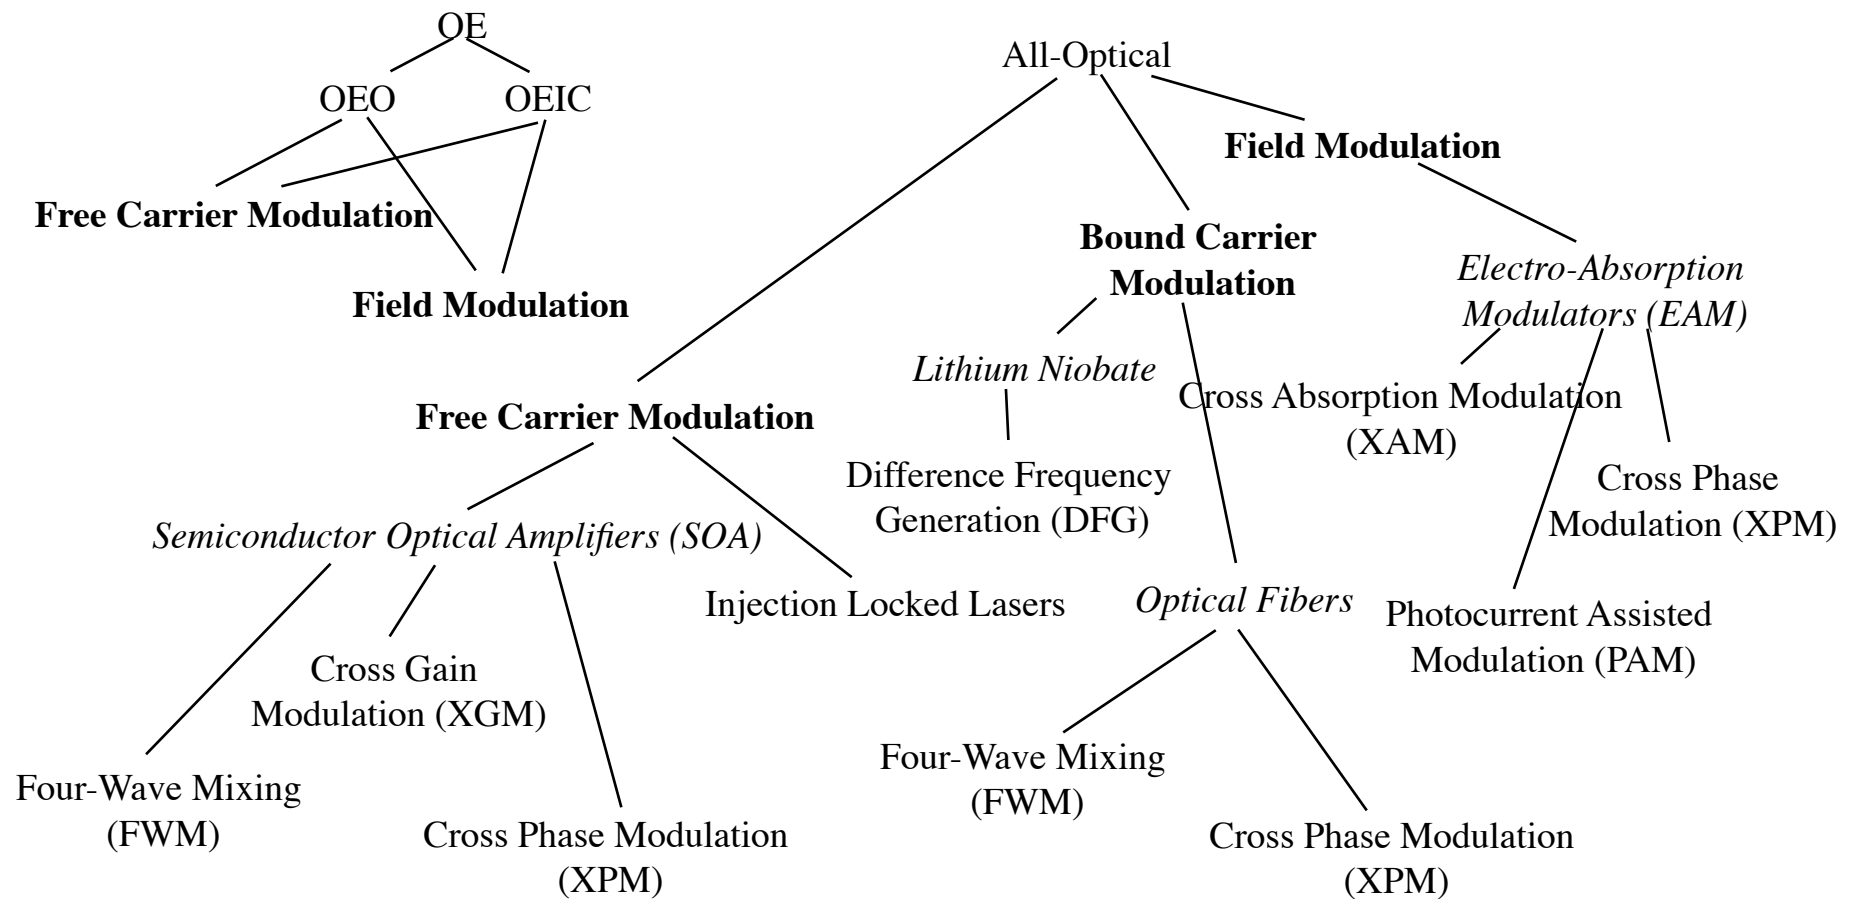 OE
OEO
OEIC
Free Carrier Modulation
Field Modulation
All-Optical
Field Modulation
Bound Carrier
Modulation
Electro-Absorption
Modulators (EAM)
Lithium Niobate
Cross Absorption Modulation
(XAM)
Free Carrier Modulation
Difference Frequency
Generation (DFG)
Cross Phase
Modulation (XPM)
Semiconductor Optical Amplifiers (SOA)
Injection Locked Lasers
Optical Fibers
Photocurrent Assisted
Modulation (PAM)
Cross Gain
Modulation (XGM)
Four-Wave Mixing
(FWM)
Cross Phase Modulation
(XPM)
Four-Wave Mixing
(FWM)
Cross Phase Modulation
(XPM)